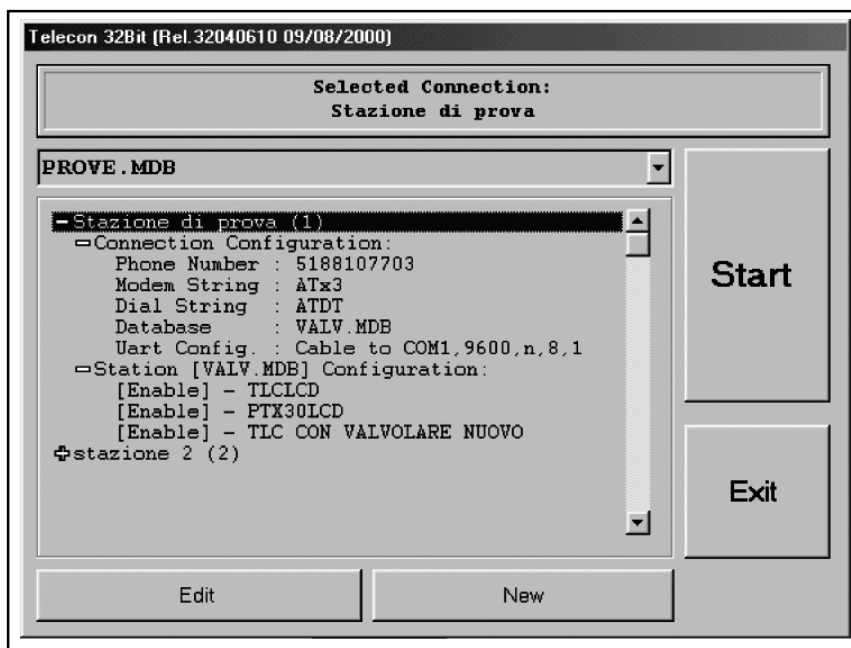 Telecon 32Bit (Rel.32040610 09/08/2000)
Selected Connection:
Stazione di prova
PROVE.MDB
Stazione di prova (1)
Connection Configuration:
Phone Number : 5188107703
Modem String : ATx3
Dial String : ATDT
Database : VALV.MDB
Uart Config. : Cable to COM1,9600,n,8,1
Station [VALV.MDB] Configuration:
[Enable] - TLCLCD
[Enable] - PTX30LCD
[Enable] - TLC CON VALVOLARE NUOVO
stazione 2 (2)
Start
Exit
Edit
New